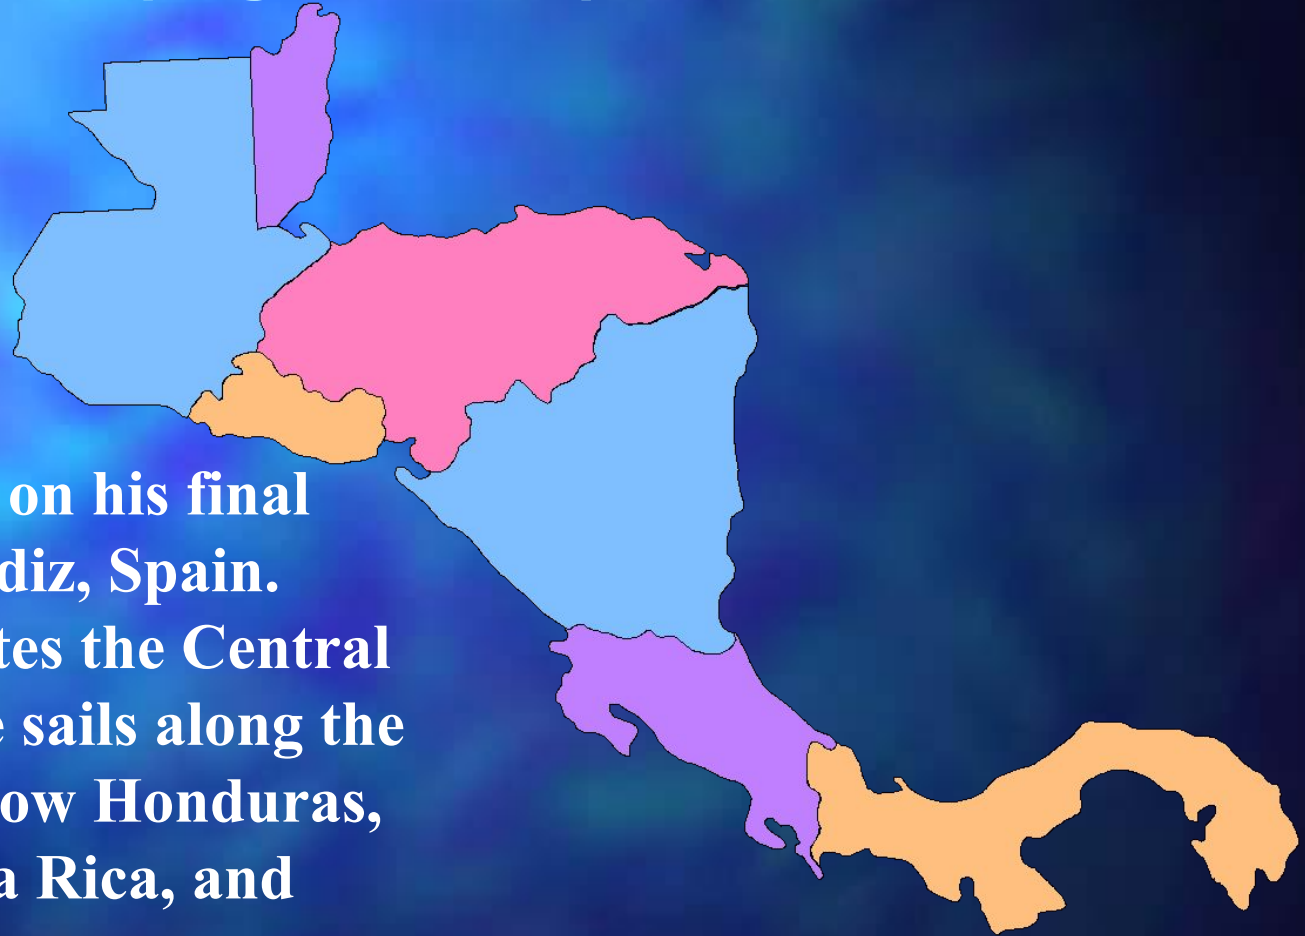 on his final
diz, Spain.
tes the Central
e sails along the
ow Honduras,
a Rica, and